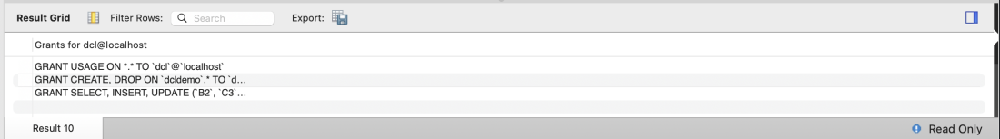 Result Grid Filter Rows: Search Export:
Grants for dcl@localhost
GRANT USAGE ON *.* TO `dcl`@`localhost`
GRANT CREATE, DROP ON `dcldemo`.* TO `d...
GRANT SELECT, INSERT, UPDATE (`B2`, `C3`...
Result 10 Read Only